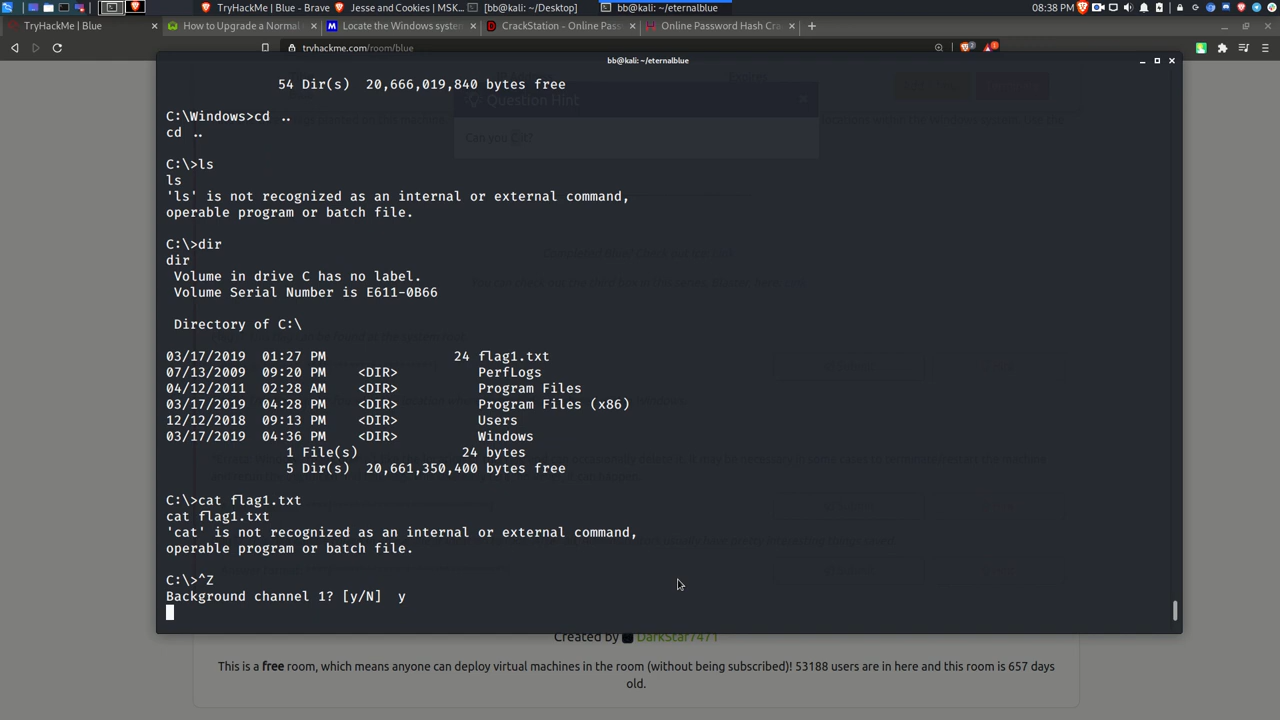 TryHackMe | Blue - Brave
Jesse and Cookies | MSK...
[bb@kali: ~/Desktop]
bb@kali: ~/eternalblue
08:38 PM
TryHackMe | Blue
How to Upgrade a Normal
Locate the Windows system
CrackStation - Online Pass
Online Password Hash Crac
tryhackme.com/room/blue
bb@kali: ~/eternalblue
54 Dir(s)  20,666,019,840 bytes free
Question Hint
C:\Windows>cd ..
cd ..
Can you Cat?
C:\>ls
ls
'ls' is not recognized as an internal or external command,
operable program or batch file.
C:\>dir
dir
Volume in drive C has no label.
Volume Serial Number is E611-0B66
Directory of C:\
03/17/2019  01:27 PM                24 flag1.txt
07/13/2009  09:20 PM    <DIR>          PerfLogs
04/12/2011  02:28 AM    <DIR>          Program Files
03/17/2019  04:28 PM    <DIR>          Program Files (x86)
12/12/2018  09:13 PM    <DIR>          Users
03/17/2019  04:36 PM    <DIR>          Windows
1 File(s)             24 bytes
5 Dir(s)  20,661,350,400 bytes free
C:\>cat flag1.txt
cat flag1.txt
'cat' is not recognized as an internal or external command,
operable program or batch file.
C:\>^Z
Background channel 1? [y/N]  y
Created by DarkStar7471
This is a free room, which means anyone can deploy virtual machines in the room (without being subscribed)! 53188 users are in here and this room is 657 days
old.